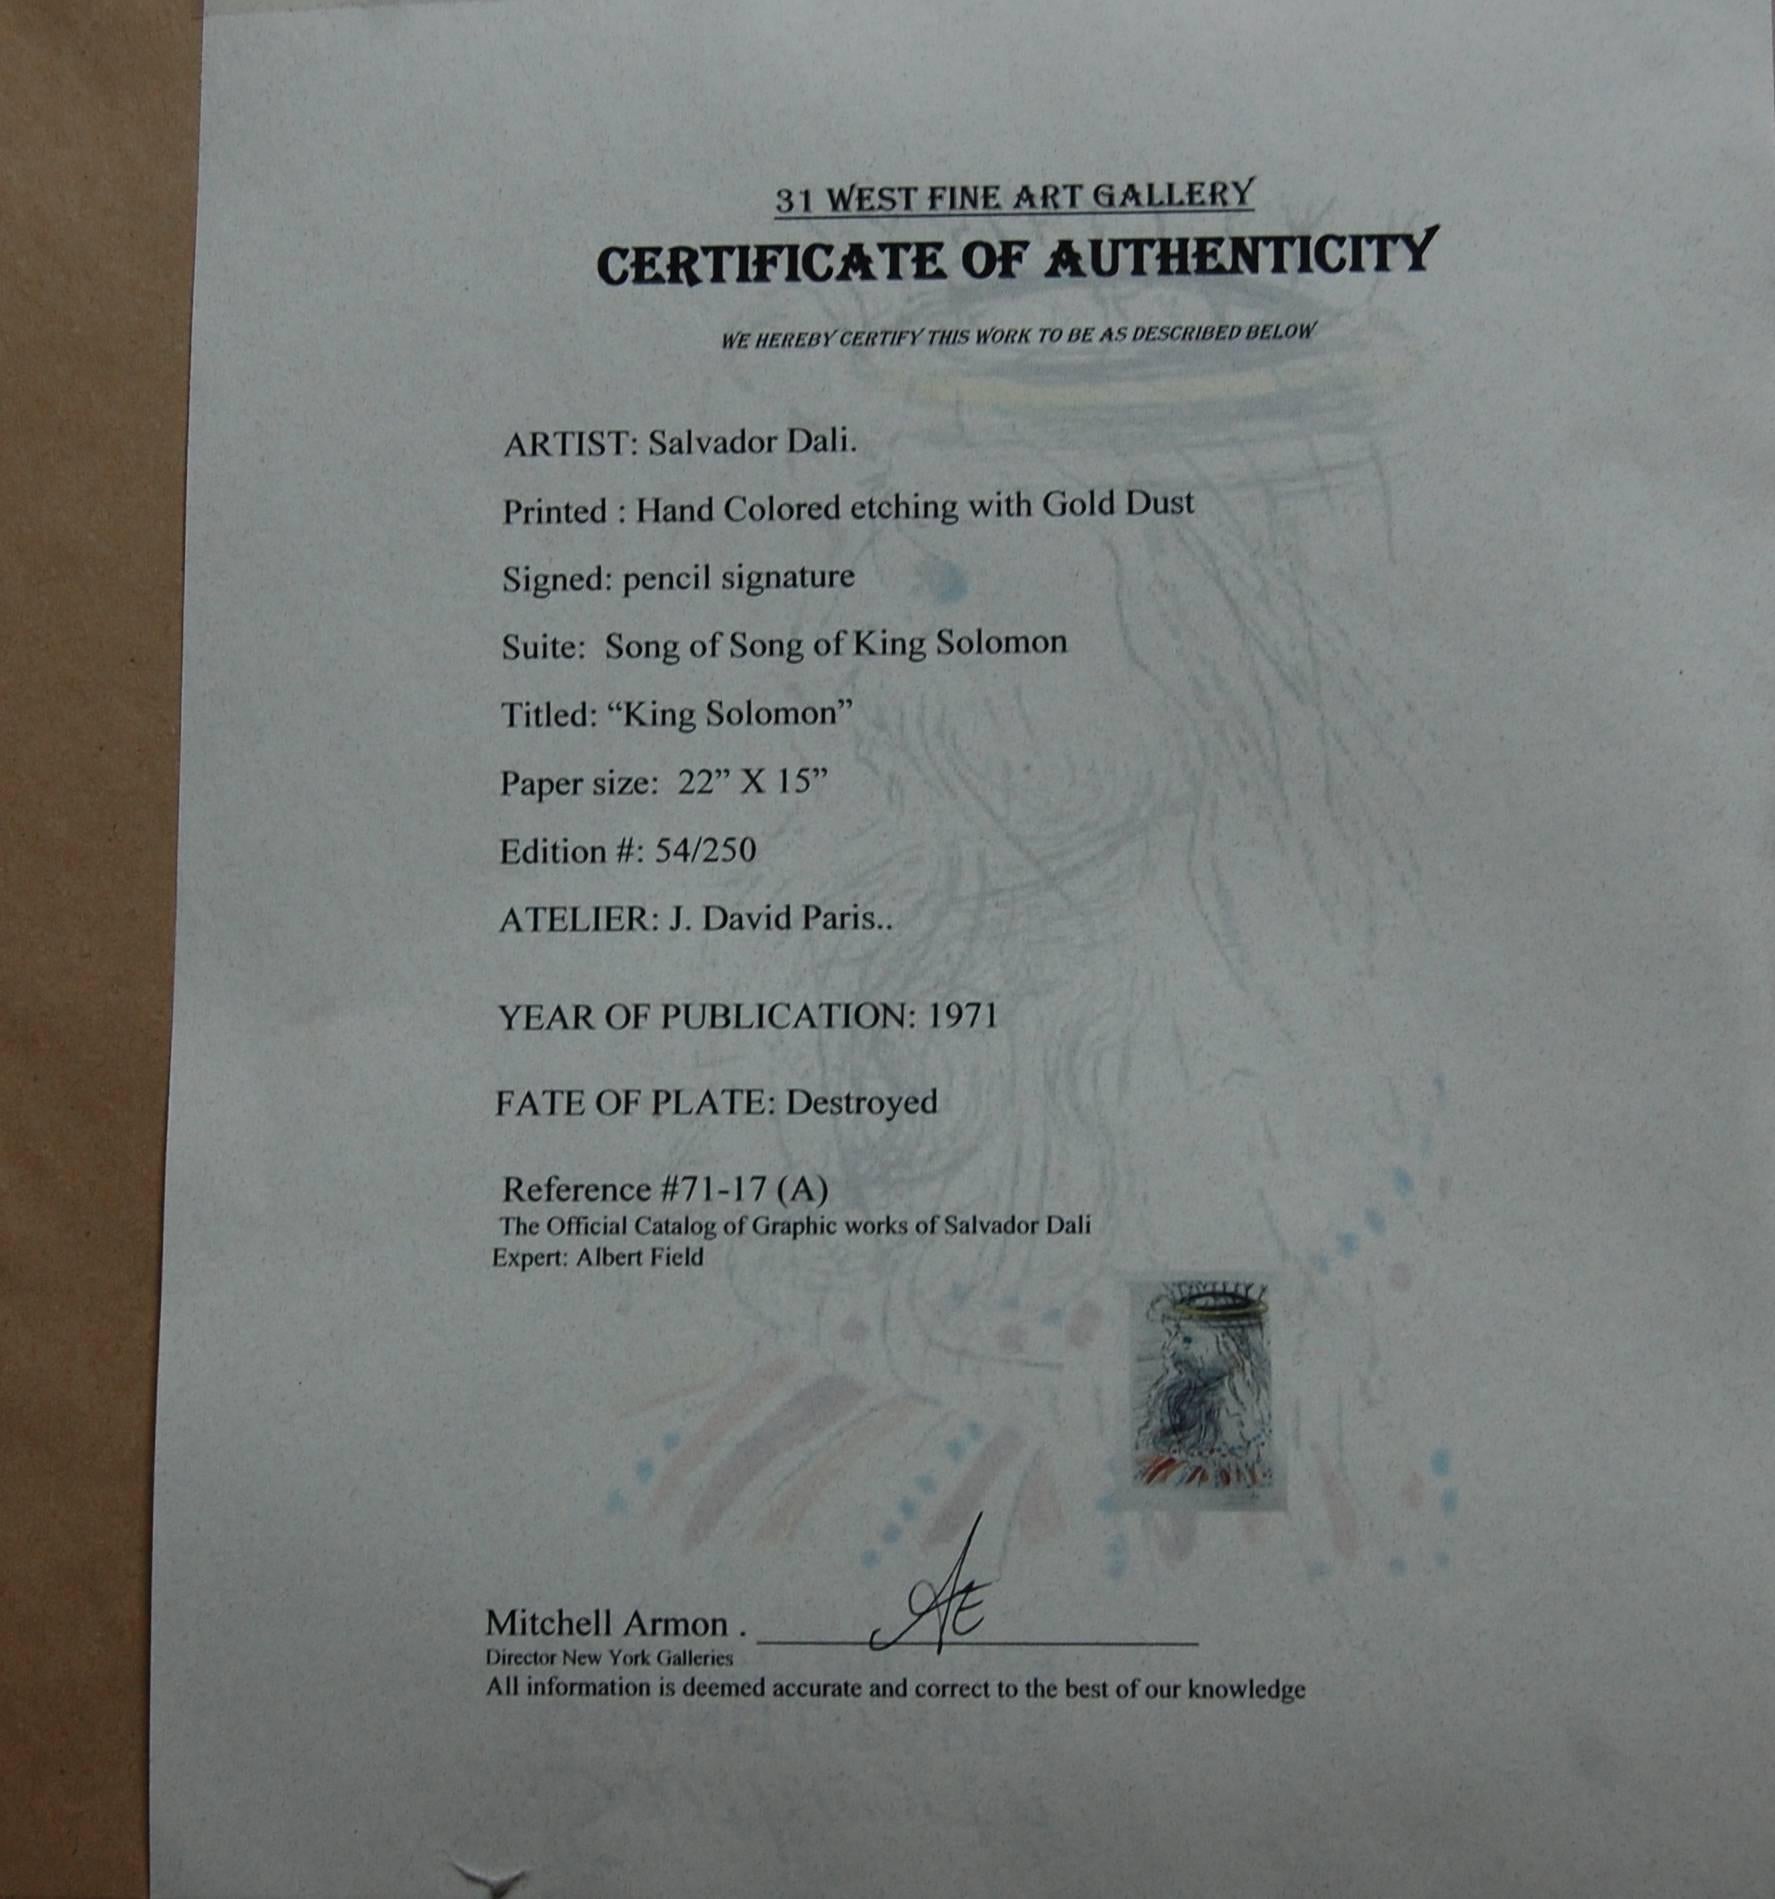 31 WEST FINE ART GALLERY
CERTIFICATE OF AUTHENTICITY
WE HEREBY CERTIFY THIS WORK TO BE AS DESCRIBED BELOW
ARTIST: Salvador Dali.
Printed : Hand Colored etching with Gold Dust
Signed: pencil signature
Suite: Song of Song of King Solomon
Titled: “King Solomon”
Paper size: 22” X 15”
Edition #: 54/250
ATELIER: J. David Paris..
YEAR OF PUBLICATION: 1971
FATE OF PLATE: Destroyed
Reference #71-17 (A)
The Official Catalog of Graphic works of Salvador Dali
Expert: Albert Field
Mitchell Armon .
Director New York Galleries
All information is deemed accurate and correct to the best of our knowledge